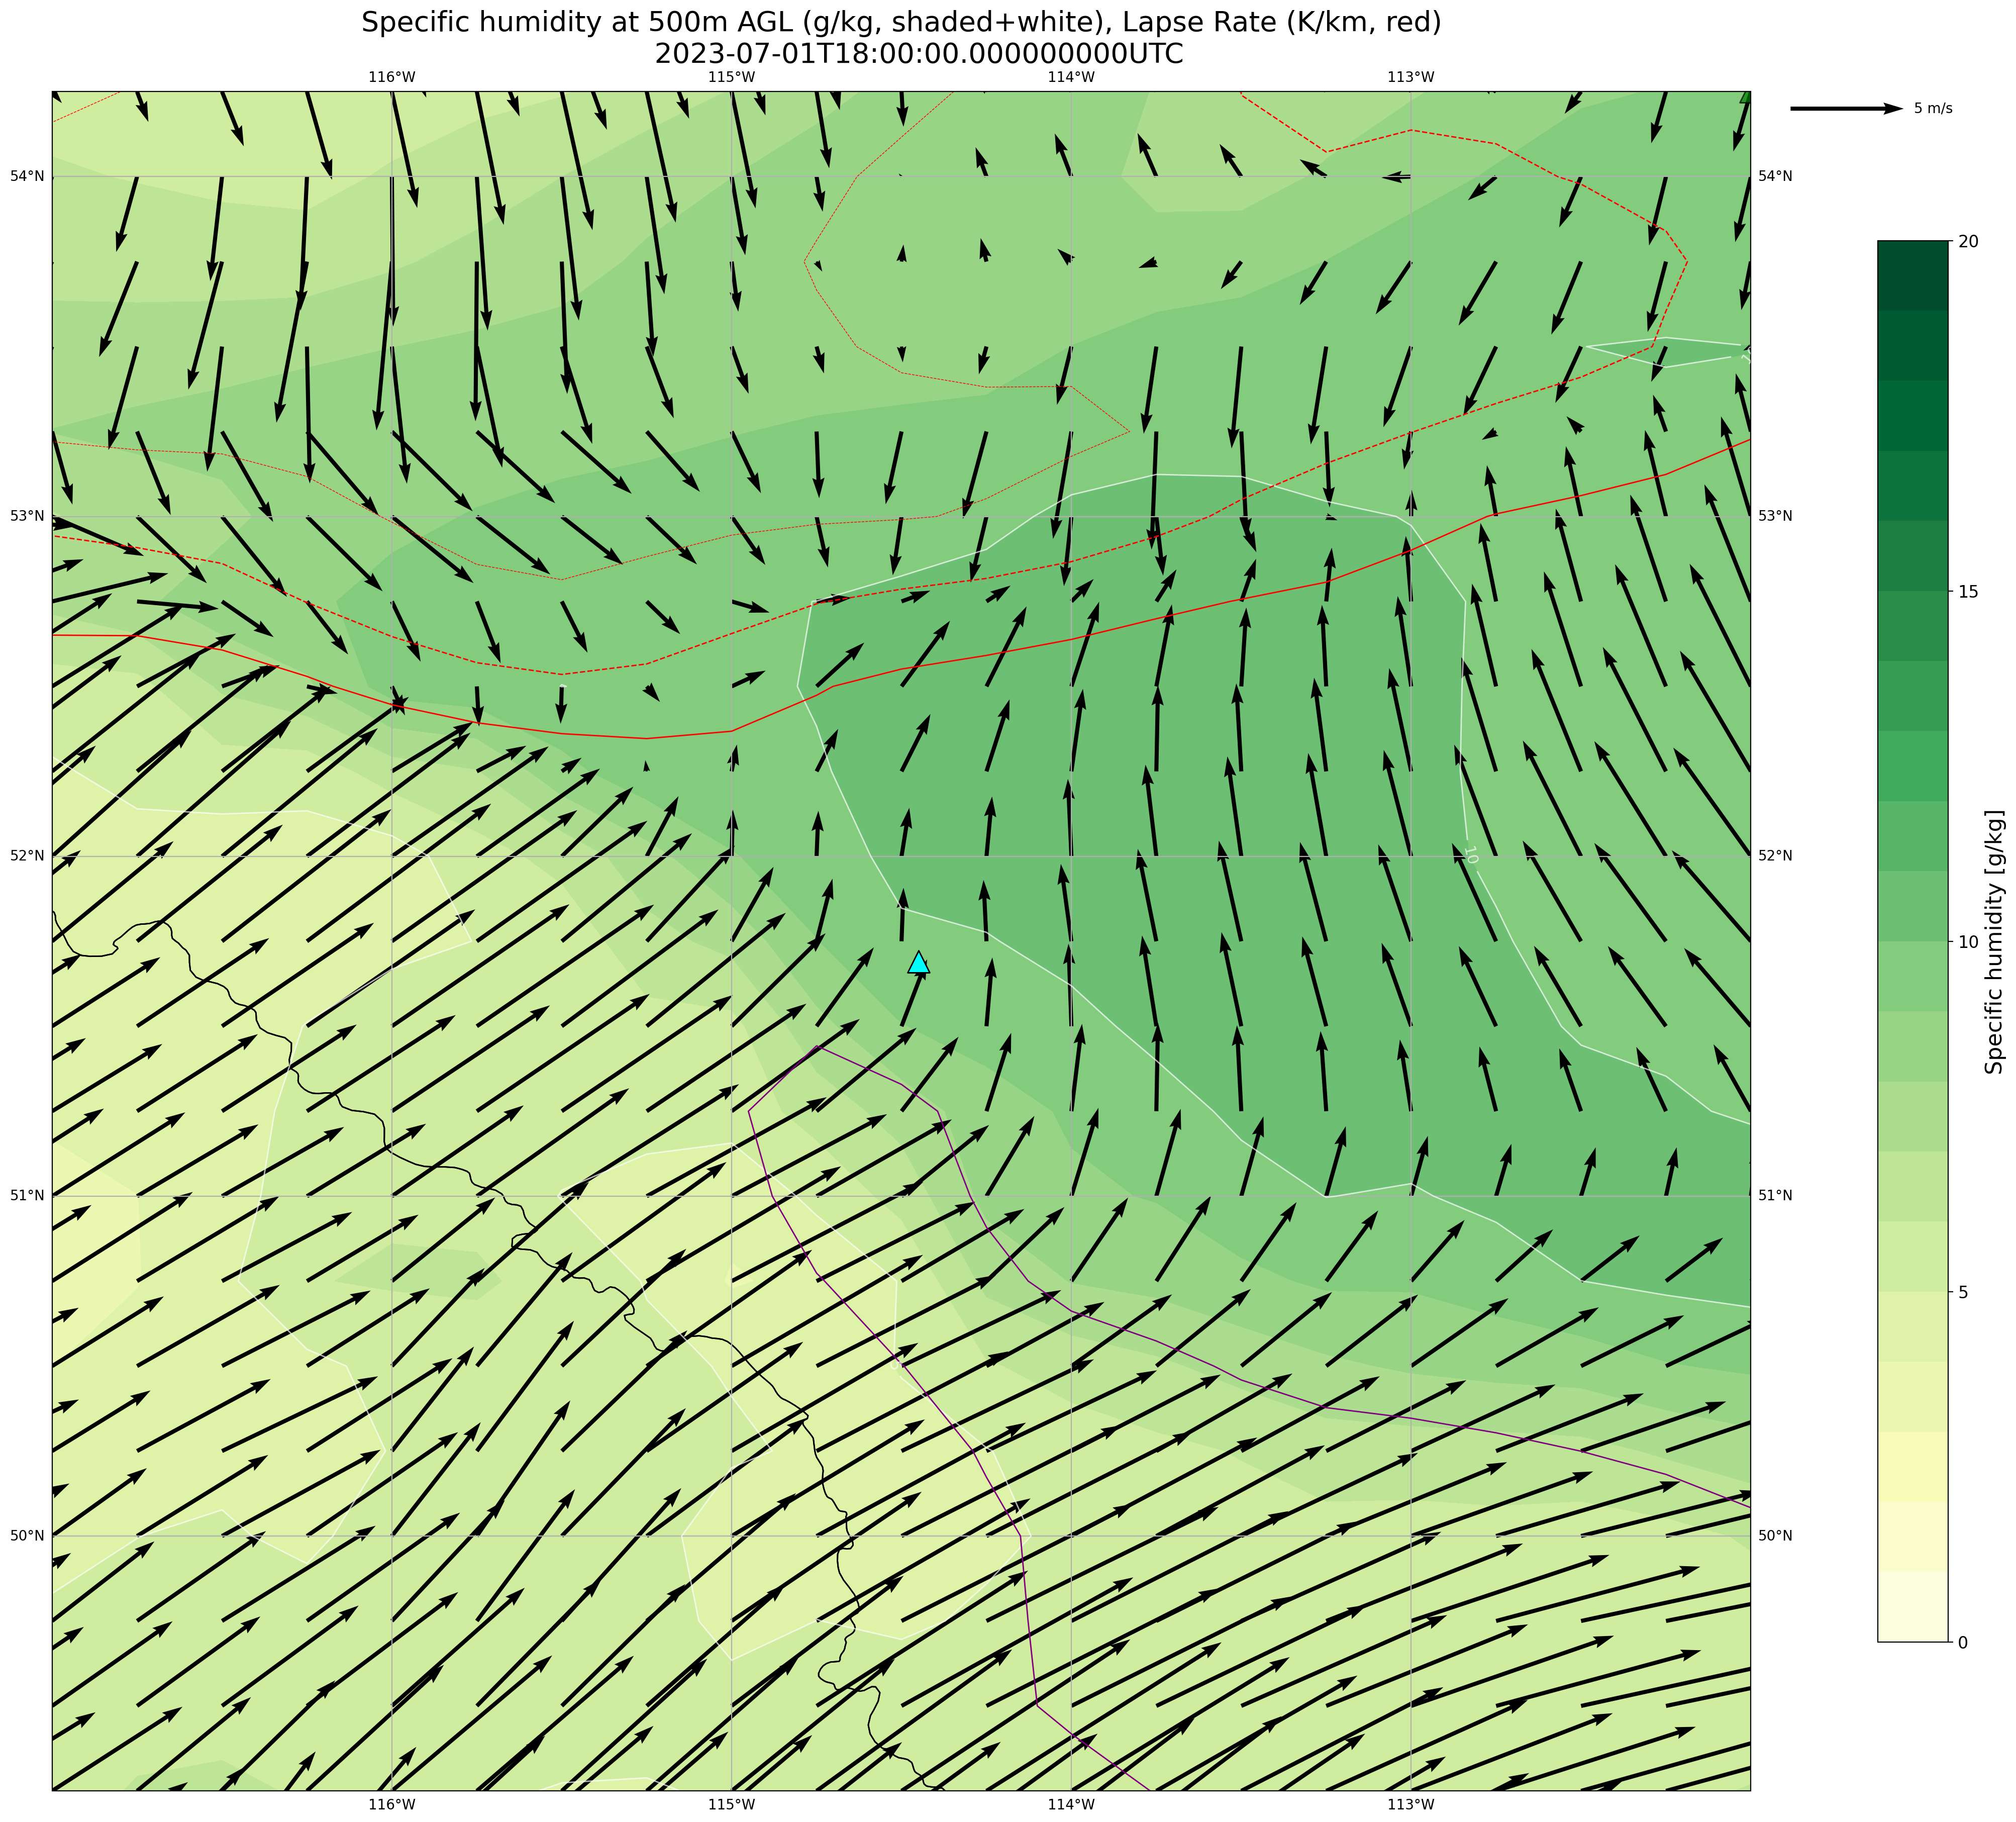 Specific humidity at 500m AGL (g/kg, shaded+white), Lapse Rate (K/km, red)
2023-07-01T18:00:00.000000000UTC
116°W 115°W 114°W 113°W
5 m/s
54°N 54°N
20
53°N 53°N
15
52°N 52°N
10
10
Specific humidity [g/kg]
51°N 51°N
5
50°N 50°N
0
116°W 115°W 114°W 113°W